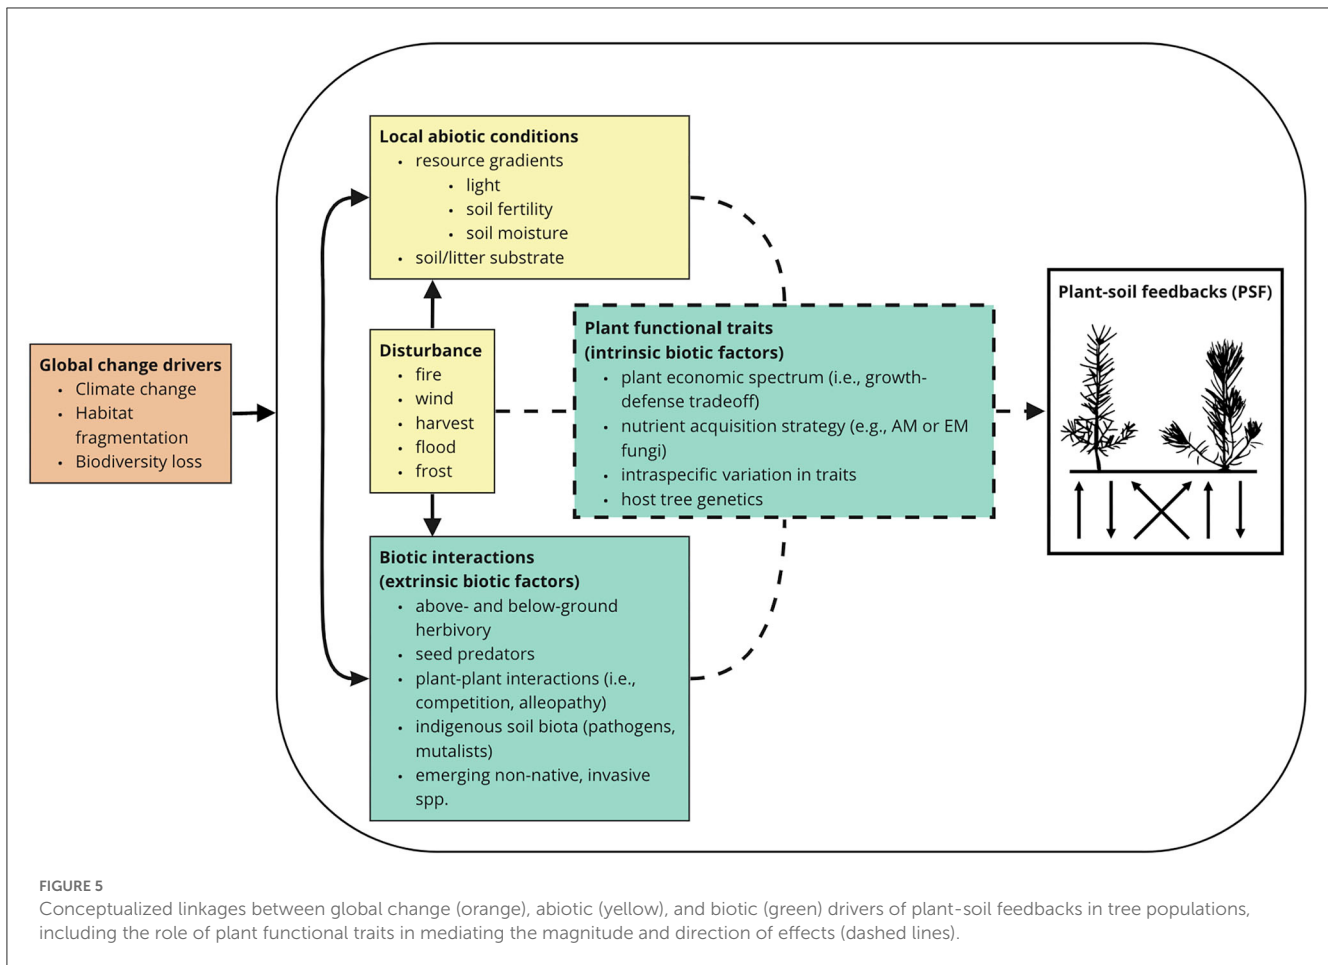 Local abiotic conditions
• resource gradients
• light
• soil fertility
• soil moisture
• soil/litter substrate
Global change drivers
• Climate change
• Habitat
fragmentation
• Biodiversity loss
Disturbance
• fire
• wind
• harvest
• flood
• frost
Plant functional traits
(intrinsic biotic factors)
• plant economic spectrum (i.e., growth-
defense tradeoff)
• nutrient acquisition strategy (e.g., AM or EM
fungi)
• intraspecific variation in traits
• host tree genetics
Plant-soil feedbacks (PSF)
Biotic interactions
(extrinsic biotic factors)
• above- and below-ground
herbivory
• seed predators
• plant-plant interactions (i.e.,
competition, alleopathy)
• indigenous soil biota (pathogens,
mutalists)
• emerging non-native, invasive
spp.
FIGURE 5
Conceptualized linkages between global change (orange), abiotic (yellow), and biotic (green) drivers of plant-soil feedbacks in tree populations,
including the role of plant functional traits in mediating the magnitude and direction of effects (dashed lines).